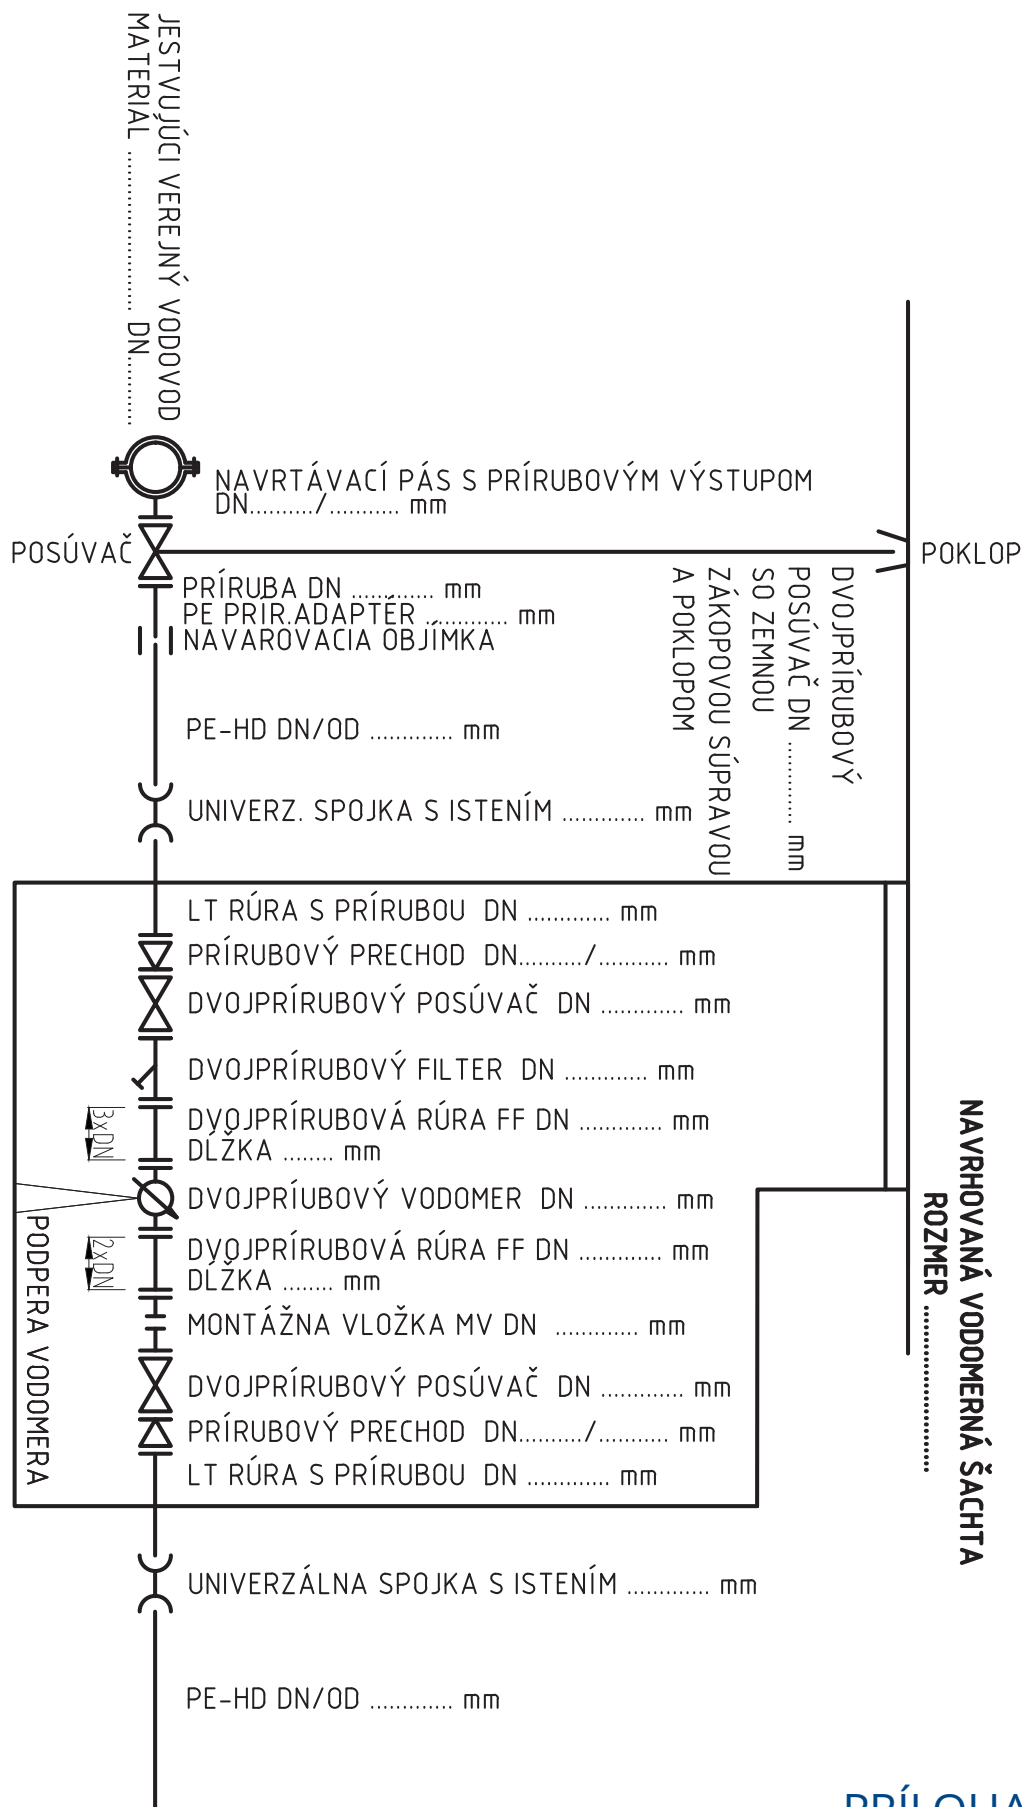 JESTVUJÚCI VEREJNÝ VODOVOD
MATERIÁL ........................... DN............
NAVRTÁVACÍ PÁS S PRÍRUBOVÝM VÝSTUPOM
DN........../........... mm
POSÚVAČ
POKLOP
PRÍRUBA DN ............. mm
PE PRÍR.ADAPTÉR ............. mm
NAVAROVACIA OBJÍMKA
DVOJPRÍRUBOVÝ
POSÚVAČ DN ............. mm
SO ZEMNOU
ZÁKOPOVOU SÚPRAVOU
A POKLOPOM
PE-HD DN/OD ............. mm
UNIVERZ. SPOJKA S ISTENÍM ............. mm
LT RÚRA S PRÍRUBOU DN ............. mm
PRÍRUBOVÝ PRECHOD DN........../........... mm
DVOJPRÍRUBOVÝ POSÚVAČ DN ............. mm
DVOJPRÍRUBOVÝ FILTER DN ............. mm
3xDN
DVOJPRÍRUBOVÁ RÚRA FF DN ............. mm
DĹŽKA ........ mm
DVOJPRÍUBOVÝ VODOMER DN ............. mm
2xDN
DVOJPRÍRUBOVÁ RÚRA FF DN ............. mm
DĹŽKA ........ mm
MONTÁŽNA VLOŽKA MV DN ............. mm
DVOJPRÍRUBOVÝ POSÚVAČ DN ............. mm
PRÍRUBOVÝ PRECHOD DN........../........... mm
LT RÚRA S PRÍRUBOU DN ............. mm
PODPERA VODOMERA
NAVRHOVANÁ VODOMERNÁ ŠACHTA
ROZMER ..........................
UNIVERZÁLNA SPOJKA S ISTENÍM ............. mm
PE-HD DN/OD ............. mm